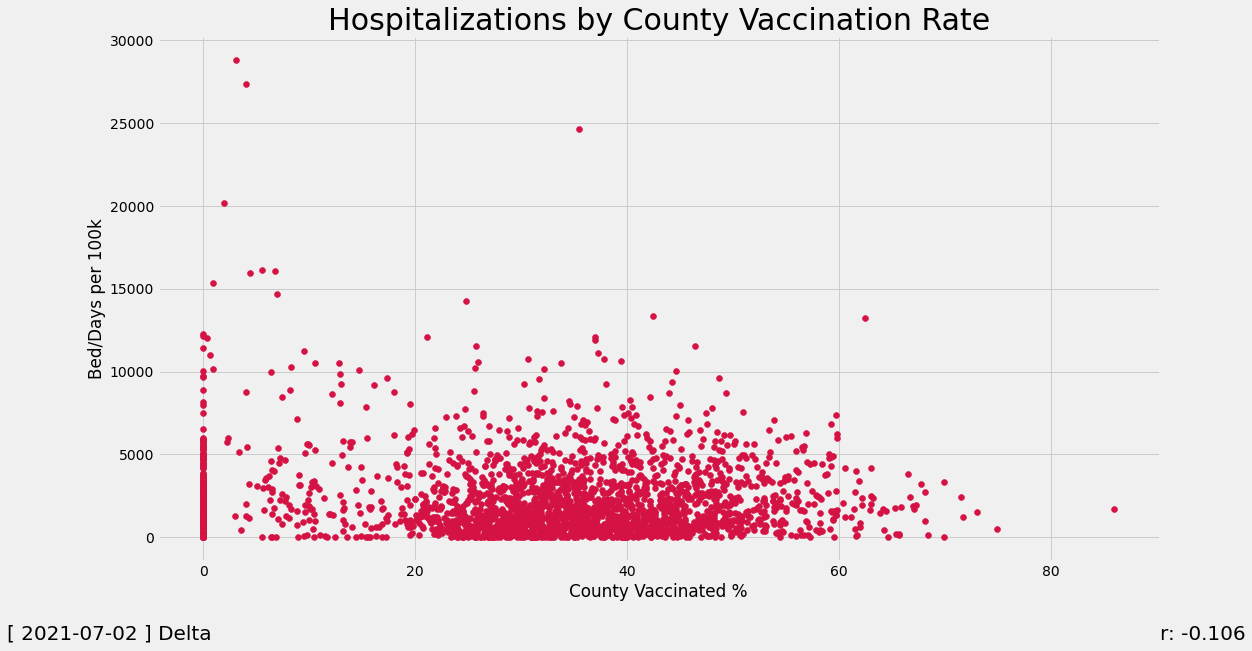 Hospitalizations by County Vaccination Rate
30000
25000
20000
15000
10000
5000
0
Bed/Days per 100k
0 20 40 60 80
County Vaccinated %
[ 2021-07-02 ] Delta
r: -0.106